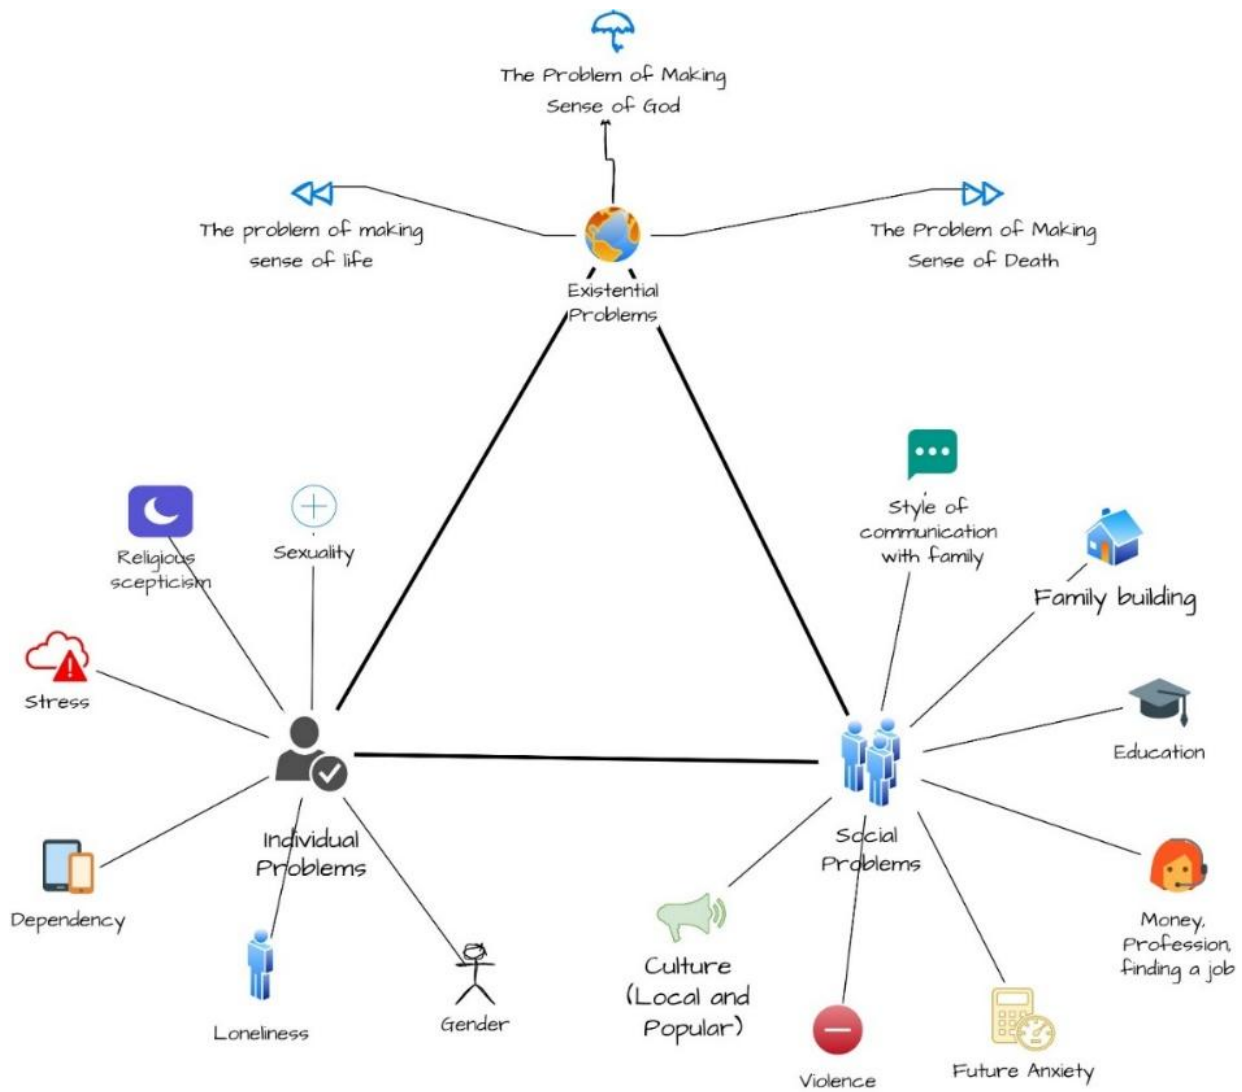 The Problem of Making
Sense of God
The problem of making
sense of life
The Problem of Making
Sense of Death
Existential
Problems
Style of
communication
with family
Religious
scepticism
Sexuality
Family building
Stress
Education
Individual
Problems
Social
Problems
Dependency
Money,
Profession,
finding a job
Culture
(Local and
Popular)
Loneliness
Gender
Violence
Future Anxiety